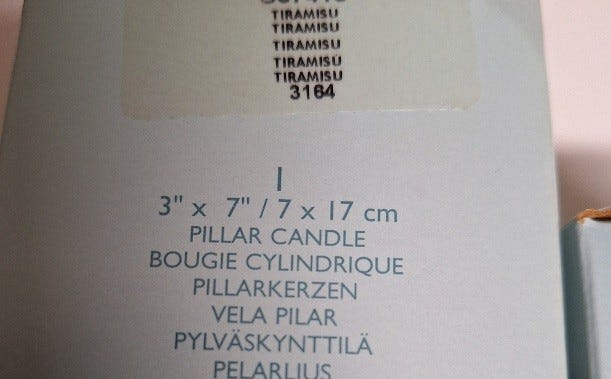 TIRAMISU
TIRAMISU
TIRAMISU
TIRAMISU
TIRAMISU
3164
1
3" x 7" / 7 x 17 cm
PILLAR CANDLE
BOUGIE CYLINDRIQUE
PILLARKERZEN
VELA PILAR
PYLVÄSKYNTTILÄ
PELARLJUS